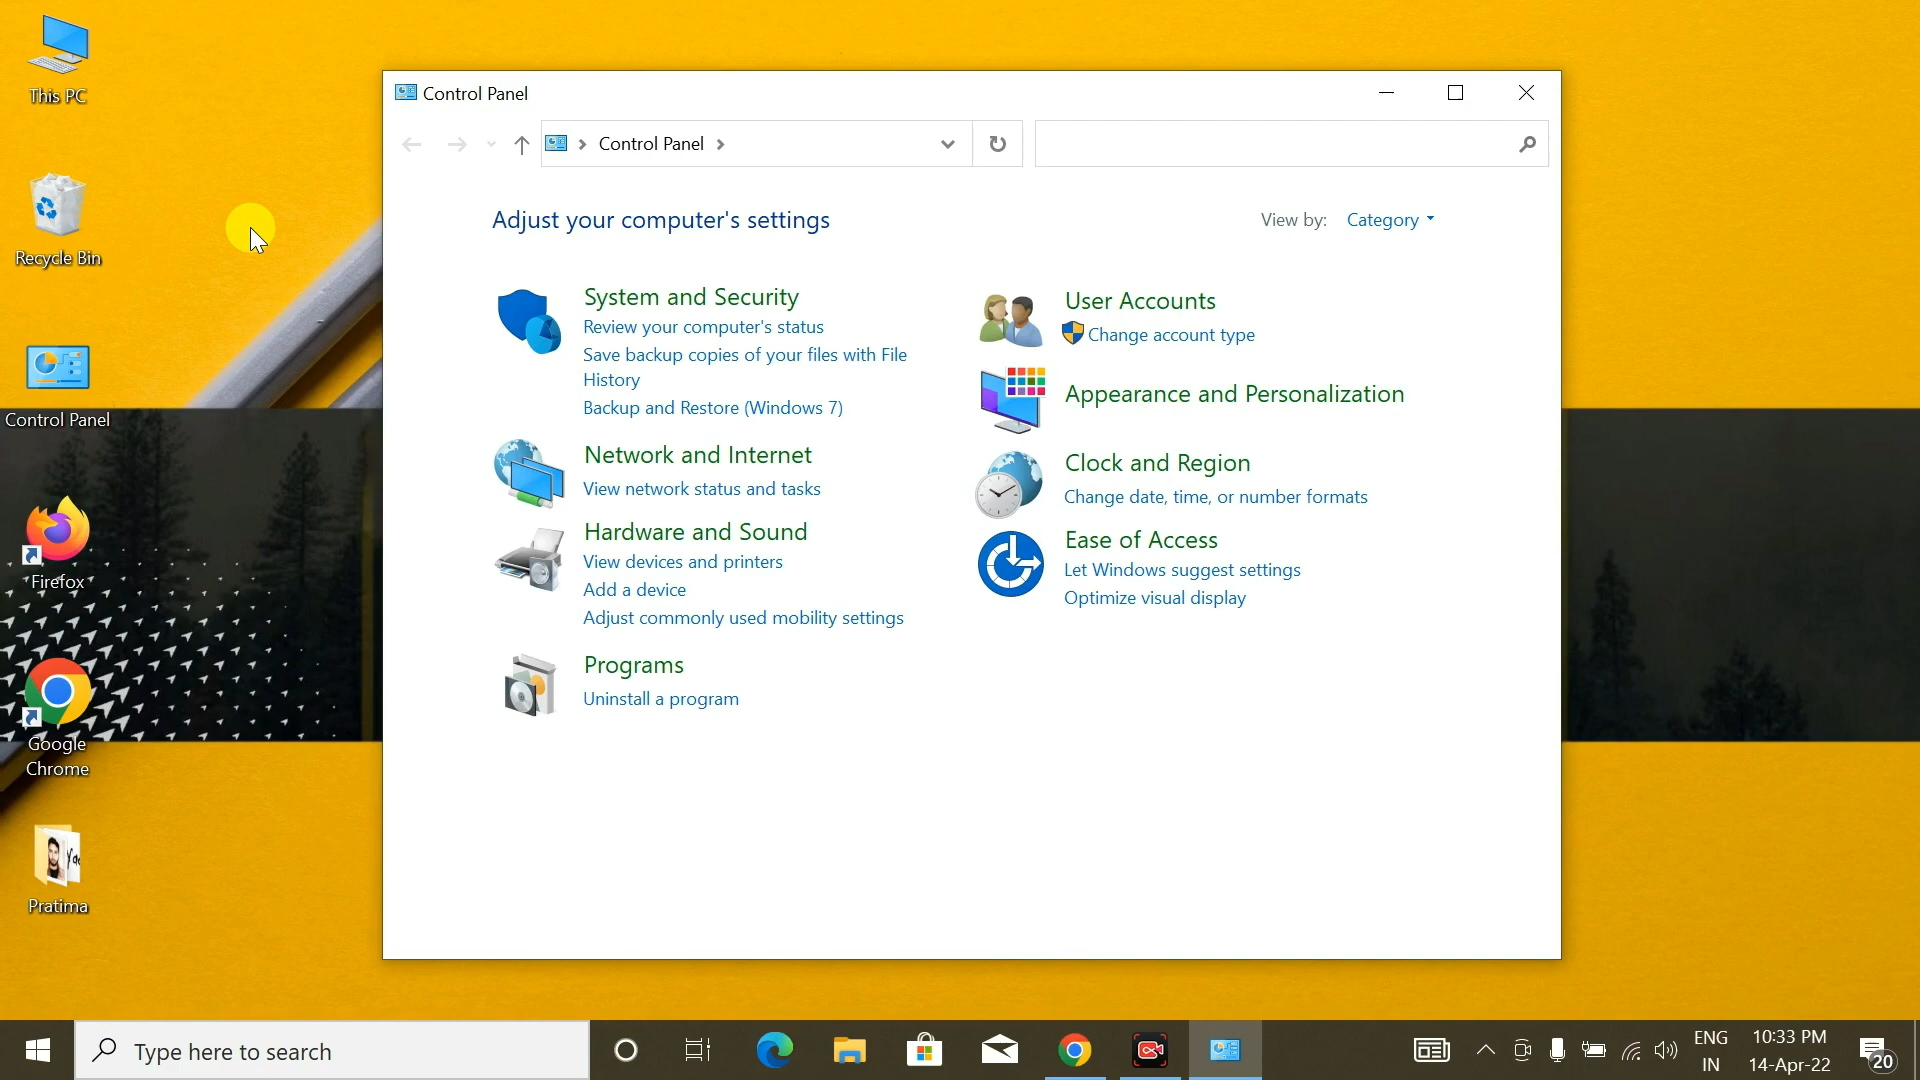 This PC
Recycle Bin
Control Panel
Firefox
Google
Chrome
Pratima
Control Panel
Control Panel
Adjust your computer's settings
View by: Category
System and Security
Review your computer's status
Save backup copies of your files with File
History
Backup and Restore (Windows 7)
Network and Internet
View network status and tasks
Hardware and Sound
View devices and printers
Add a device
Adjust commonly used mobility settings
Programs
Uninstall a program
User Accounts
Change account type
Appearance and Personalization
Clock and Region
Change date, time, or number formats
Ease of Access
Let Windows suggest settings
Optimize visual display
Type here to search
ENG
IN
10:33 PM
14-Apr-22
20